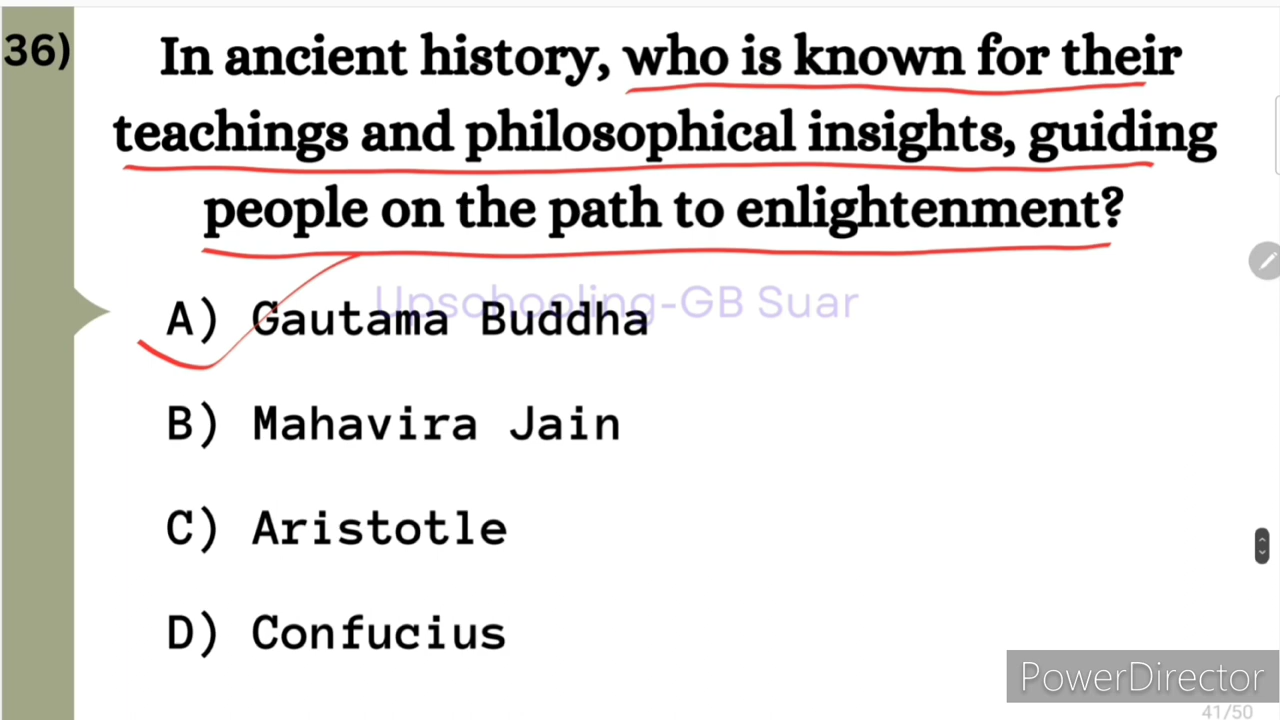 36)
In ancient history, who is known for their
teachings and philosophical insights, guiding
people on the path to enlightenment?
Upschooling-GB Suar
A) Gautama Buddha
B) Mahavira Jain
C) Aristotle
D) Confucius
PowerDirector
41/50